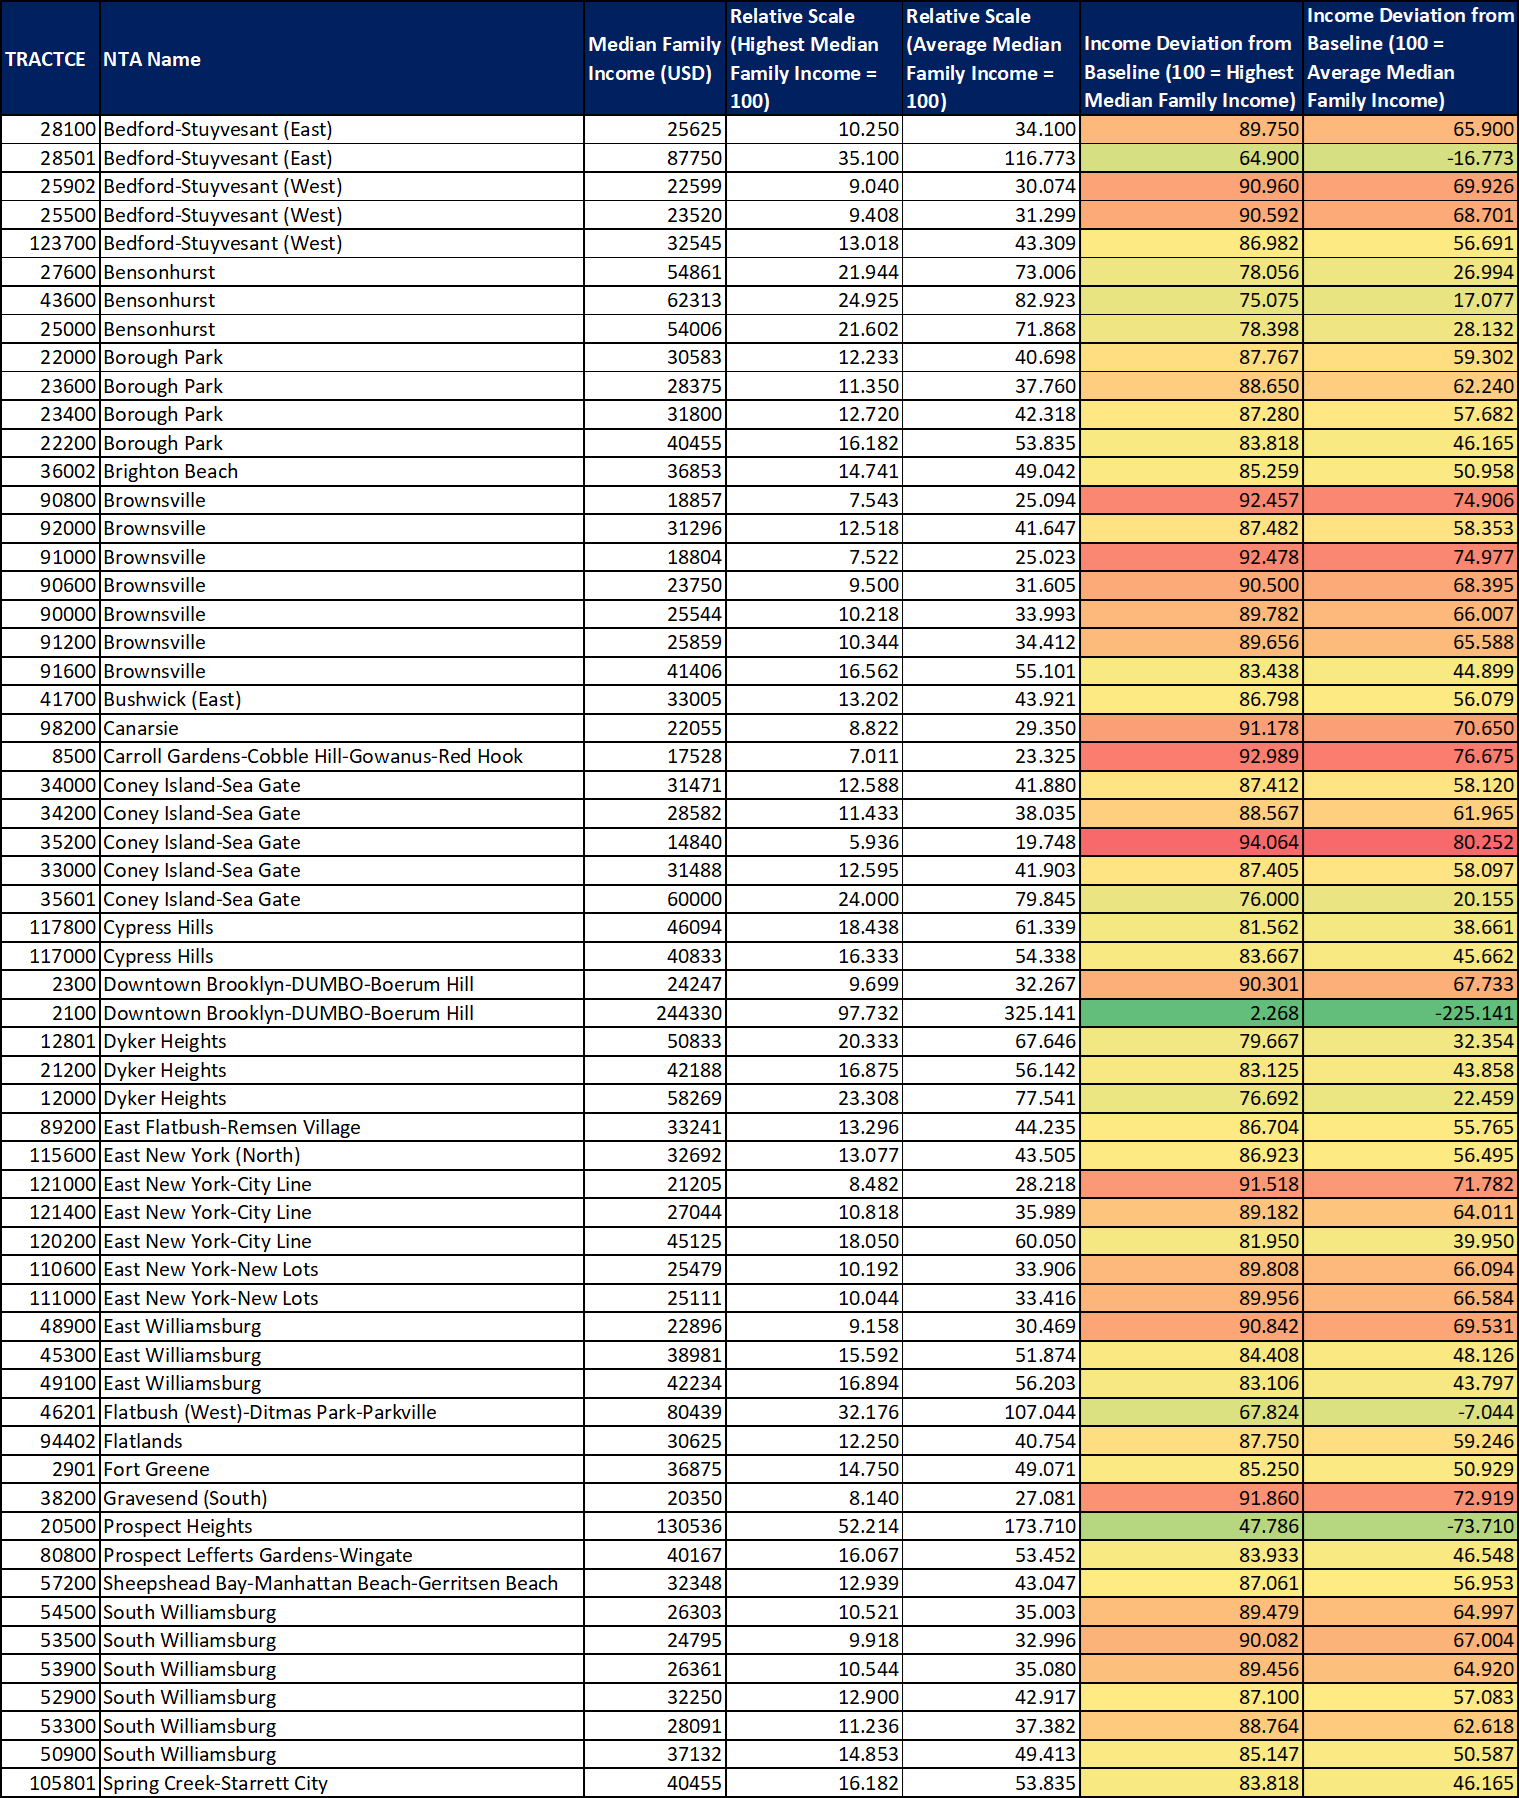 TRACTCE NTA Name Median Family Income (USD) Relative Scale (Highest Median Family Income = 100) Relative Scale (Average Median Family Income = 100) Income Deviation from Baseline (100 = Highest Median Family Income) Income Deviation from Baseline (100 = Average Median Family Income)
28100 Bedford-Stuyvesant (East) 25625 10.250 34.100 89.750 65.900
28501 Bedford-Stuyvesant (East) 87750 35.100 116.773 64.900 -16.773
25902 Bedford-Stuyvesant (West) 22599 9.040 30.074 90.960 69.926
25500 Bedford-Stuyvesant (West) 23520 9.408 31.299 90.592 68.701
123700 Bedford-Stuyvesant (West) 32545 13.018 43.309 86.982 56.691
27600 Bensonhurst 54861 21.944 73.006 78.056 26.994
43600 Bensonhurst 62313 24.925 82.923 75.075 17.077
25000 Bensonhurst 54006 21.602 71.868 78.398 28.132
22000 Borough Park 30583 12.233 40.698 87.767 59.302
23600 Borough Park 28375 11.350 37.760 88.650 62.240
23400 Borough Park 31800 12.720 42.318 87.280 57.682
22200 Borough Park 40455 16.182 53.835 83.818 46.165
36002 Brighton Beach 36853 14.741 49.042 85.259 50.958
90800 Brownsville 18857 7.543 25.094 92.457 74.906
92000 Brownsville 31296 12.518 41.647 87.482 58.353
91000 Brownsville 18804 7.522 25.023 92.478 74.977
90600 Brownsville 23750 9.500 31.605 90.500 68.395
90000 Brownsville 25544 10.218 33.993 89.782 66.007
91200 Brownsville 25859 10.344 34.412 89.656 65.588
91600 Brownsville 41406 16.562 55.101 83.438 44.899
41700 Bushwick (East) 33005 13.202 43.921 86.798 56.079
98200 Canarsie 22055 8.822 29.350 91.178 70.650
8500 Carroll Gardens-Cobble Hill-Gowanus-Red Hook 17528 7.011 23.325 92.989 76.675
34000 Coney Island-Sea Gate 31471 12.588 41.880 87.412 58.120
34200 Coney Island-Sea Gate 28582 11.433 38.035 88.567 61.965
35200 Coney Island-Sea Gate 14840 5.936 19.748 94.064 80.252
33000 Coney Island-Sea Gate 31488 12.595 41.903 87.405 58.097
35601 Coney Island-Sea Gate 60000 24.000 79.845 76.000 20.155
117800 Cypress Hills 46094 18.438 61.339 81.562 38.661
117000 Cypress Hills 40833 16.333 54.338 83.667 45.662
2300 Downtown Brooklyn-DUMBO-Boerum Hill 24247 9.699 32.267 90.301 67.733
2100 Downtown Brooklyn-DUMBO-Boerum Hill 244330 97.732 325.141 2.268 -225.141
12801 Dyker Heights 50833 20.333 67.646 79.667 32.354
21200 Dyker Heights 42188 16.875 56.142 83.125 43.858
12000 Dyker Heights 58269 23.308 77.541 76.692 22.459
89200 East Flatbush-Remsen Village 33241 13.296 44.235 86.704 55.765
115600 East New York (North) 32692 13.077 43.505 86.923 56.495
121000 East New York-City Line 21205 8.482 28.218 91.518 71.782
121400 East New York-City Line 27044 10.818 35.989 89.182 64.011
120200 East New York-City Line 45125 18.050 60.050 81.950 39.950
110600 East New York-New Lots 25479 10.192 33.906 89.808 66.094
111000 East New York-New Lots 25111 10.044 33.416 89.956 66.584
48900 East Williamsburg 22896 9.158 30.469 90.842 69.531
45300 East Williamsburg 38981 15.592 51.874 84.408 48.126
49100 East Williamsburg 42234 16.894 56.203 83.106 43.797
46201 Flatbush (West)-Ditmas Park-Parkville 80439 32.176 107.044 67.824 -7.044
94402 Flatlands 30625 12.250 40.754 87.750 59.246
2901 Fort Greene 36875 14.750 49.071 85.250 50.929
38200 Gravesend (South) 20350 8.140 27.081 91.860 72.919
20500 Prospect Heights 130536 52.214 173.710 47.786 -73.710
80800 Prospect Lefferts Gardens-Wingate 40167 16.067 53.452 83.933 46.548
57200 Sheepshead Bay-Manhattan Beach-Gerritsen Beach 32348 12.939 43.047 87.061 56.953
54500 South Williamsburg 26303 10.521 35.003 89.479 64.997
53500 South Williamsburg 24795 9.918 32.996 90.082 67.004
53900 South Williamsburg 26361 10.544 35.080 89.456 64.920
52900 South Williamsburg 32250 12.900 42.917 87.100 57.083
53300 South Williamsburg 28091 11.236 37.382 88.764 62.618
50900 South Williamsburg 37132 14.853 49.413 85.147 50.587
105801 Spring Creek-Starrett City 40455 16.182 53.835 83.818 46.165